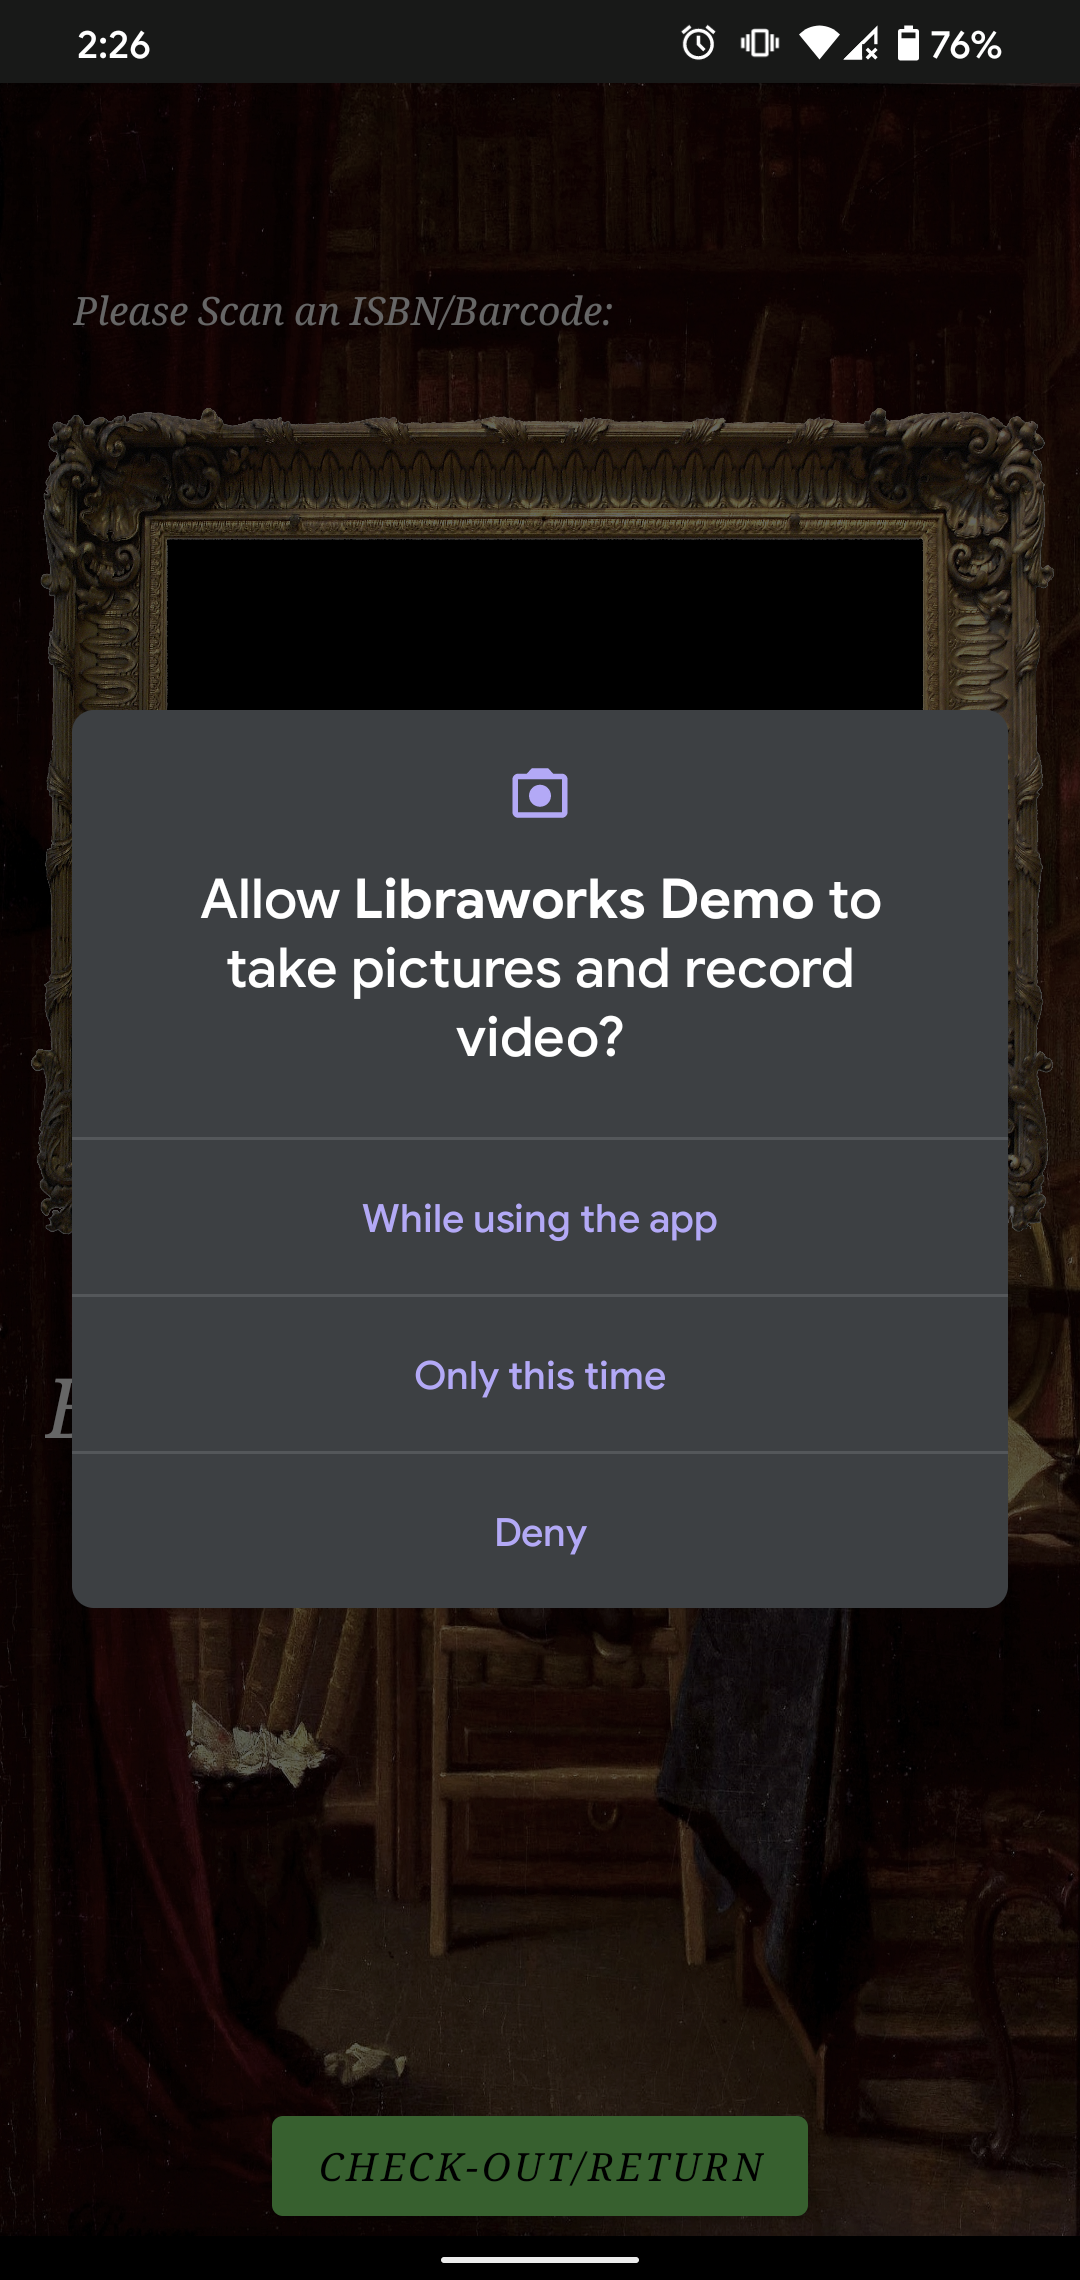 2:26
76%
Please Scan an ISBN/Barcode:
Allow Libraworks Demo to
take pictures and record
video?
While using the app
Only this time
Deny
CHECK-OUT/RETURN